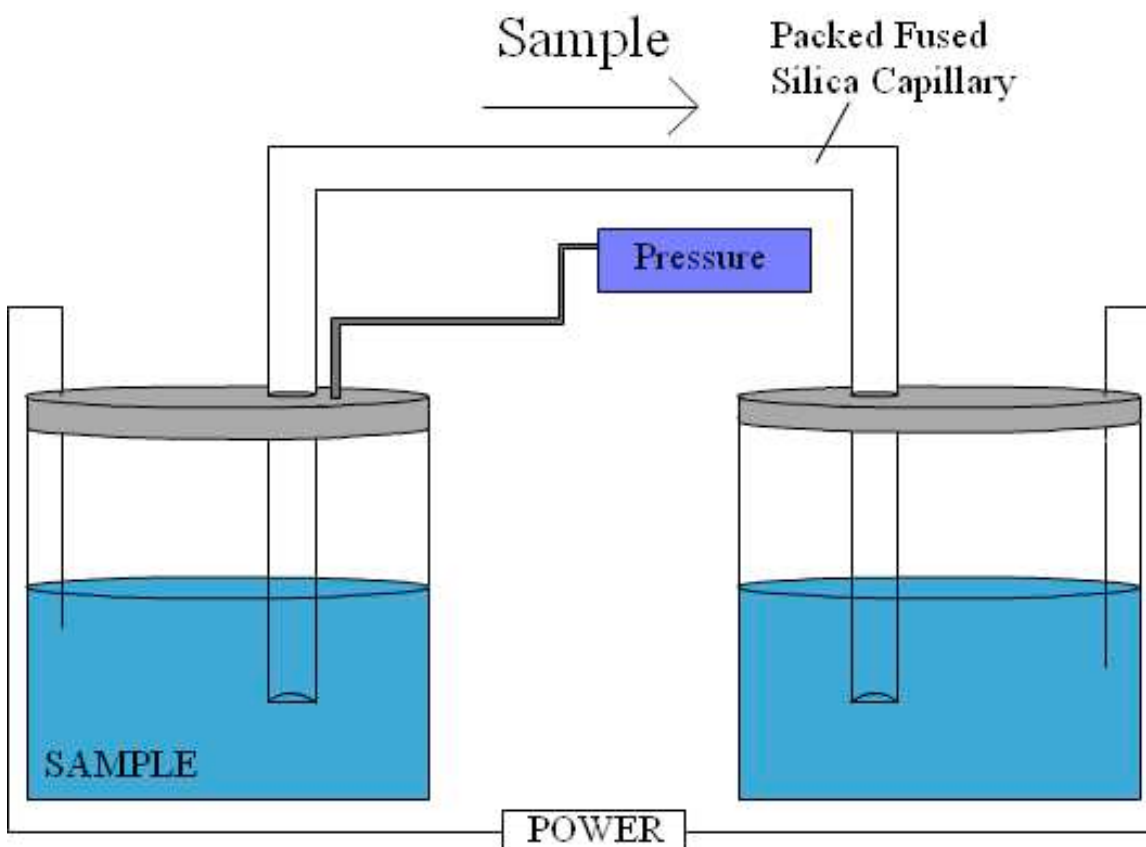 Sample
Packed Fused
Silica Capillary
Pressure
SAMPLE
POWER